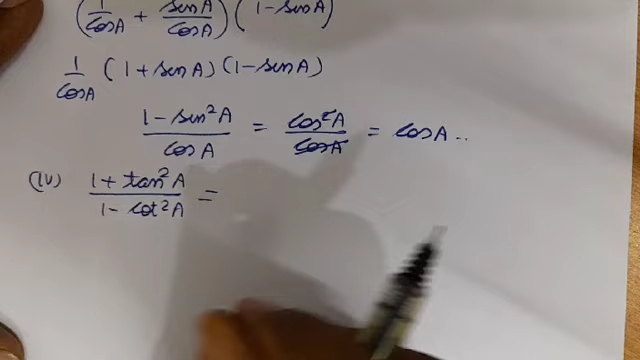 (1/cosA + sinA/cosA) (1-sinA)
1/cosA (1+sinA) (1-sinA)
1-sin²A/cosA = cos²A/cosA = cosA..
(iv) 1+tan²A/1-cot²A =